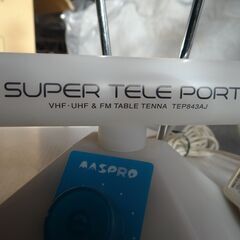 SUPER TELE PORT
VHF·UHF & FM TABLE TENNA TEP843AJ
MASPRO